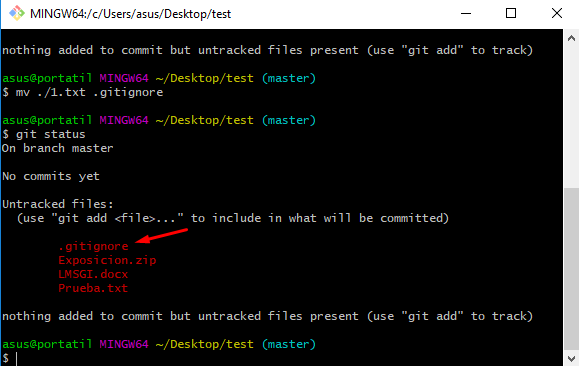 MINGW64:/c/Users/asus/Desktop/test
nothing added to commit but untracked files present (use "git add" to track)
asus@portatil MINGW64 ~/Desktop/test (master)
$ mv ./1.txt .gitignore
asus@portatil MINGW64 ~/Desktop/test (master)
$ git status
On branch master
No commits yet
Untracked files:
(use "git add <file>..." to include in what will be committed)
.gitignore
Exposicion.zip
LMSGI.docx
Prueba.txt
nothing added to commit but untracked files present (use "git add" to track)
asus@portatil MINGW64 ~/Desktop/test (master)
$